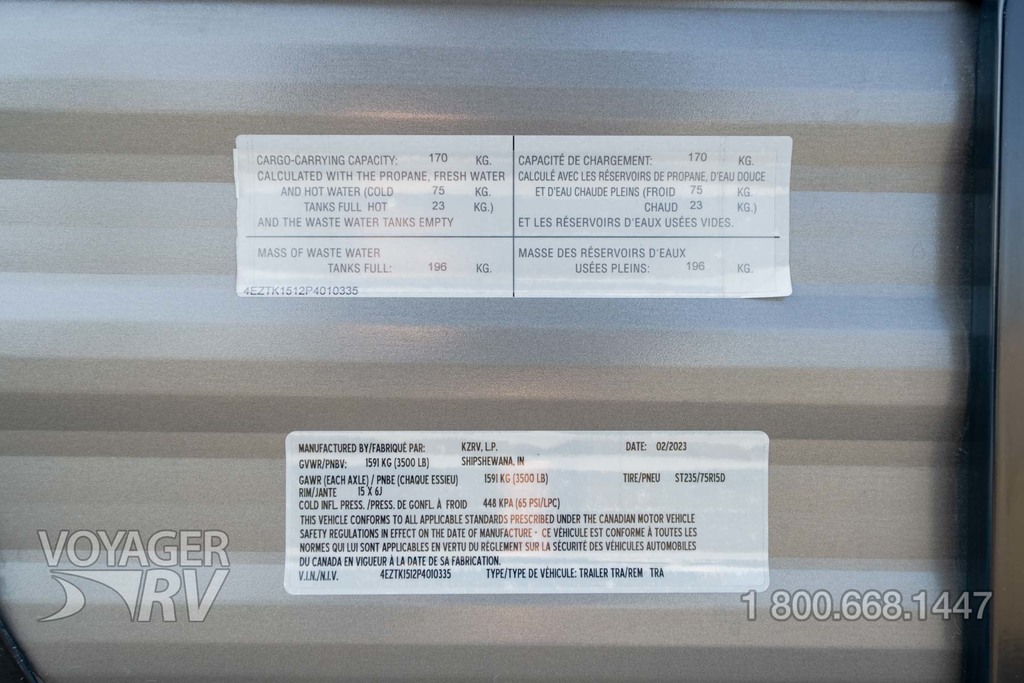 CARGO-CARRYING CAPACITY: 170 KG.
CALCULATED WITH THE PROPANE, FRESH WATER
AND HOT WATER (COLD 75 KG.
TANKS FULL HOT 23 KG.)
AND THE WASTE WATER TANKS EMPTY
MASS OF WASTE WATER
TANKS FULL: 196 KG.
4EZTK1512P4010335
CAPACITÉ DE CHARGEMENT: 170 KG.
CALCULÉ AVEC LES RÉSERVOIRS DE PROPANE, D'EAU DOUCE
ET D'EAU CHAUDE PLEINS (FROID 75 KG.
CHAUD 23 KG.)
ET LES RÉSERVOIRS D'EAUX USÉES VIDES.
MASSE DES RÉSERVOIRS D'EAUX
USÉES PLEINS: 196 KG.
MANUFACTURED BY/FABRIQUÉ PAR: KZRV, L.P. DATE: 02/2023
GVWR/PNBV: 1591 KG (3500 LB) SHIPSHEWANA, IN
GAWR (EACH AXLE) / PNBE (CHAQUE ESSIEU) 1591 KG (3500 LB) TIRE/PNEU ST235/75R15D
RIM/JANTE 15 X 6J
COLD INFL. PRESS. /PRESS. DE GONFL. À FROID 448 KPA (65 PSI/LPC)
THIS VEHICLE CONFORMS TO ALL APPLICABLE STANDARDS PRESCRIBED UNDER THE CANADIAN MOTOR VEHICLE
SAFETY REGULATIONS IN EFFECT ON THE DATE OF MANUFACTURE - CE VÉHICULE EST CONFORME À TOUTES LES
NORMES QUI LUI SONT APPLICABLES EN VERTU DU RÈGLEMENT SUR LA SÉCURITÉ DES VÉHICULES AUTOMOBILES
DU CANADA EN VIGUEUR À LA DATE DE SA FABRICATION.
V.I.N./N.I.V. 4EZTK1512P4010335 TYPE/TYPE DE VÉHICULE: TRAILER TRA/REM TRA
VOYAGER
RV
1 800.668.1447